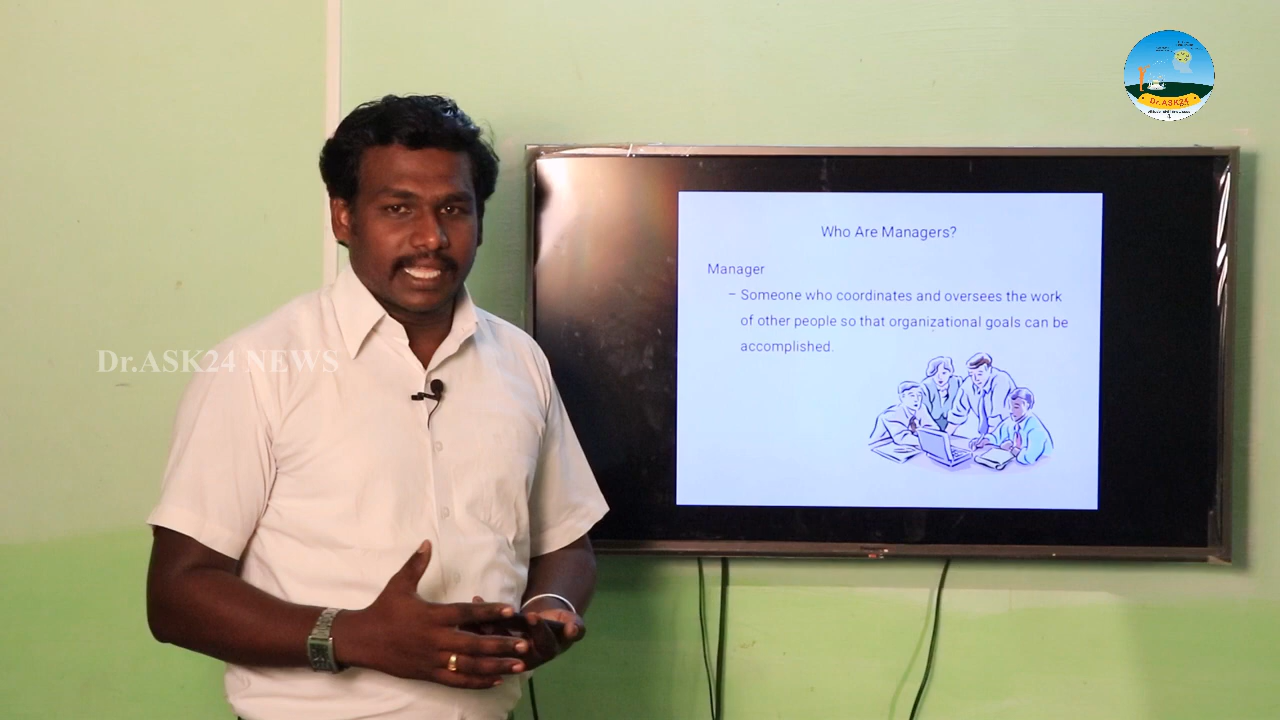 Dr.ASK24
Who Are Managers?
Manager
– Someone who coordinates and oversees the work
of other people so that organizational goals can be
accomplished.
Dr.ASK24 NEWS